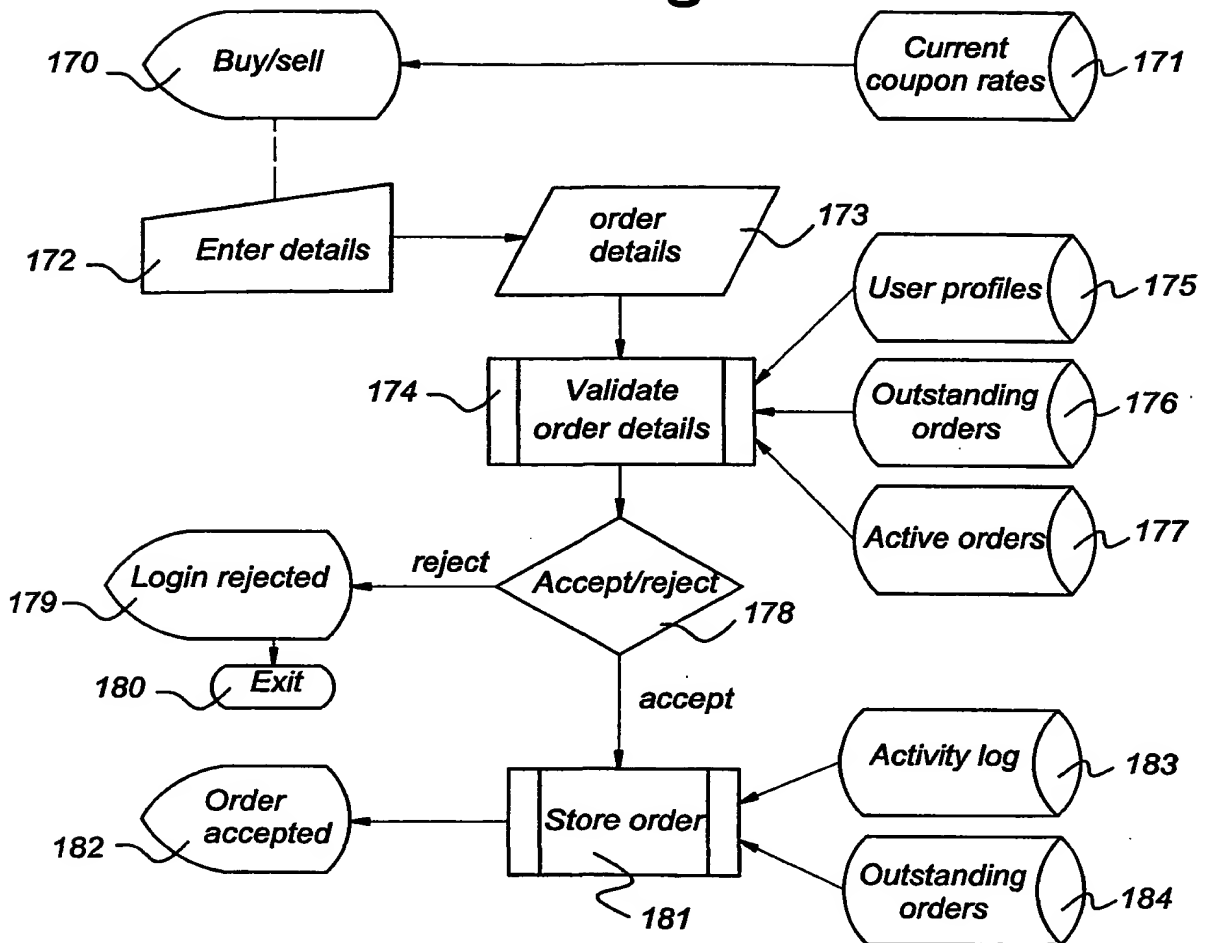 170
Buy/sell
Current
coupon rates
171
172
Enter details
order
details
173
User profiles
175
174
Validate
order details
Outstanding
orders
176
Active orders
177
Login rejected
179
reject
Accept/reject
178
180
Exit
accept
Activity log
183
Order
accepted
182
Store order
181
Outstanding
orders
184